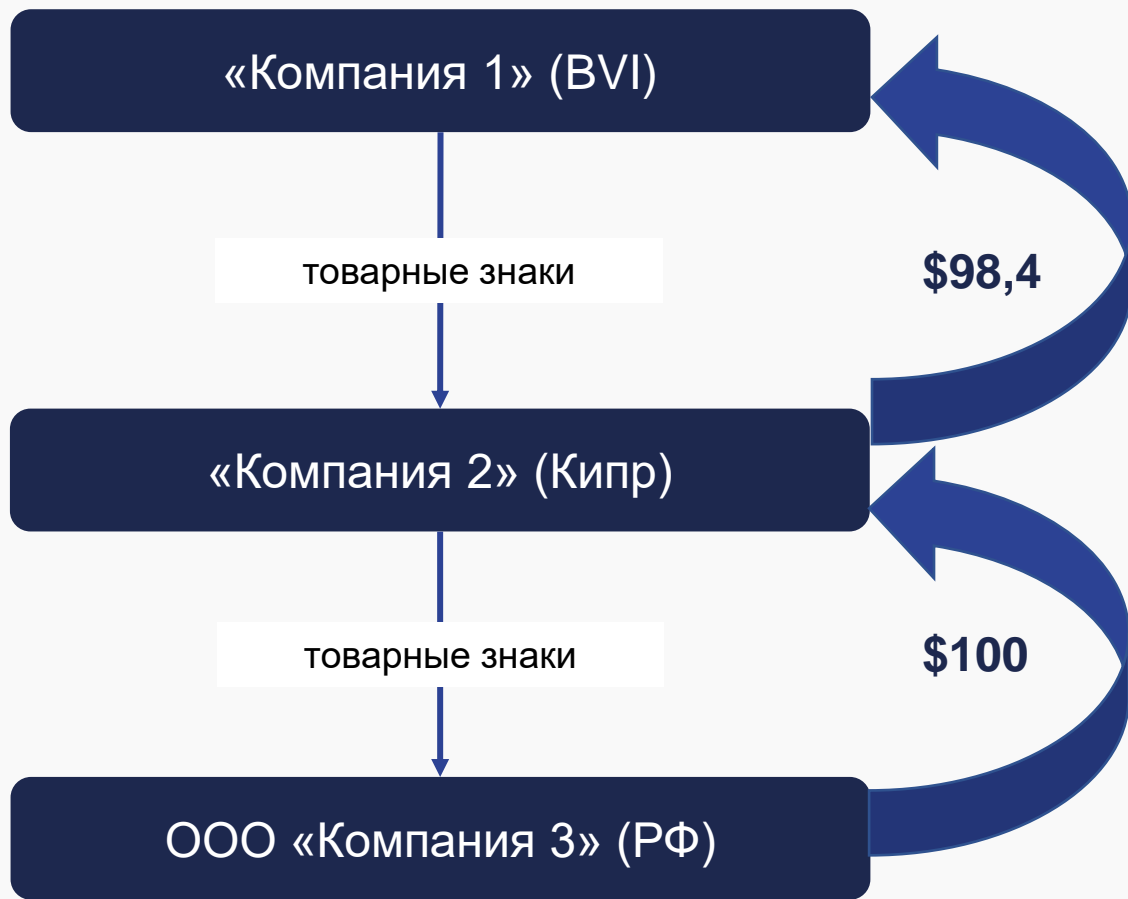 «Компания 1» (BVI)
товарные знаки
$98,4
«Компания 2» (Кипр)
товарные знаки
$100
ООО «Компания 3» (РФ)